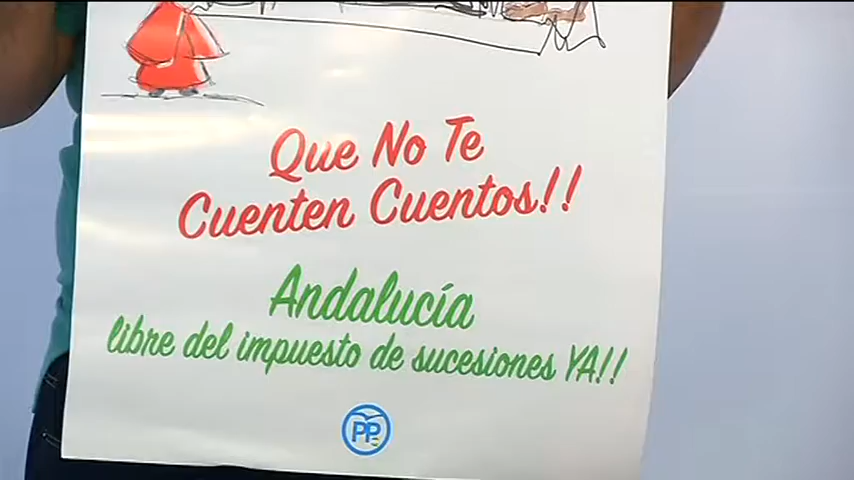 Que No Te
Cuenten Cuentos!!
Andalucía
libre del impuesto de sucesiones YA!!
PP